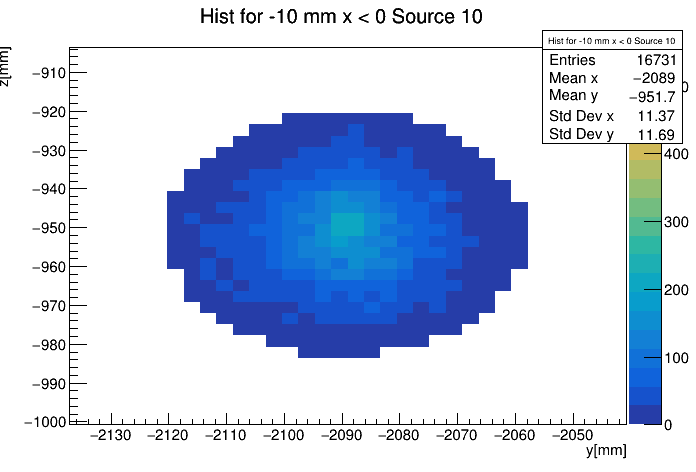 Hist for -10 mm x < 0 Source 10
Hist for -10 mm x < 0 Source 10
Entries 16731
Mean x −2089
Mean y −951.7
Std Dev x 11.37
Std Dev y 11.69
z[mm]
−910
−920
−930
−940
−950
−960
−970
−980
−990
−1000
−2130 −2120 −2110 −2100 −2090 −2080 −2070 −2060 −2050
y[mm]
400
300
200
100
0